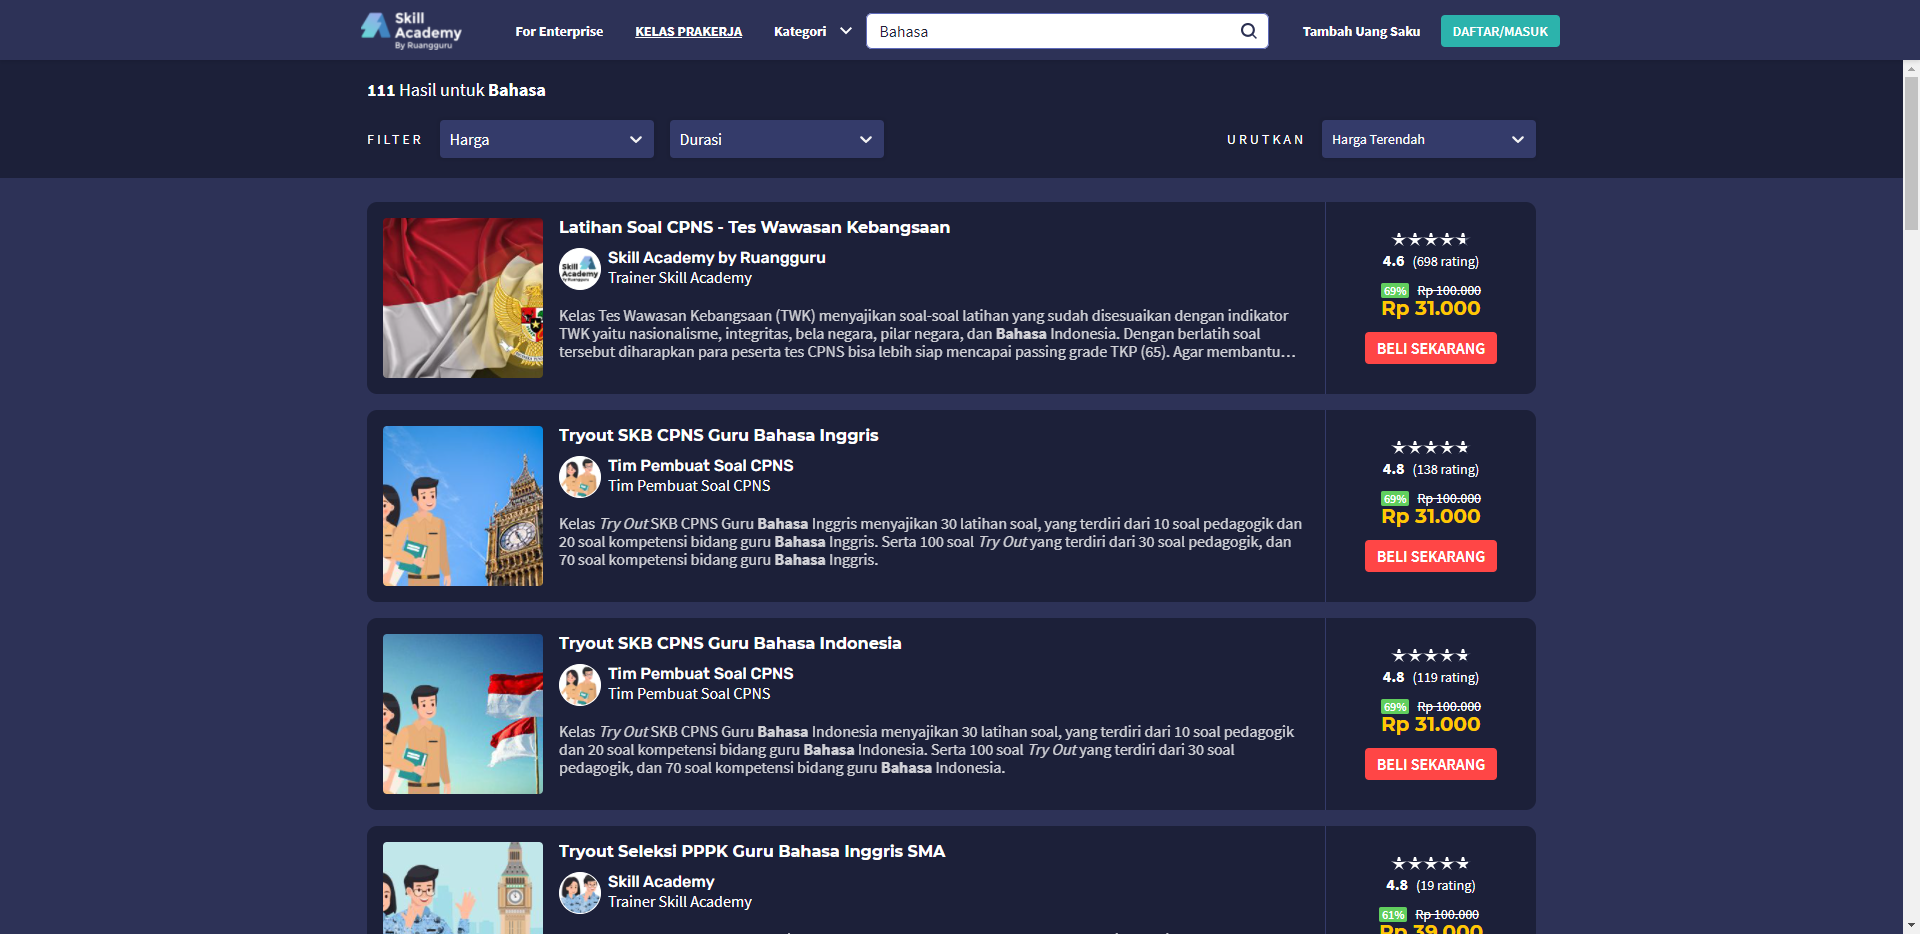 Skill
Academy
By Ruangguru
For Enterprise
KELAS PRAKERJA
Kategori
Bahasa
Tambah Uang Saku
DAFTAR/MASUK
111 Hasil untuk Bahasa
FILTER
Harga
Durasi
URUTKAN
Harga Terendah
Latihan Soal CPNS - Tes Wawasan Kebangsaan
Skill Academy by Ruangguru
Trainer Skill Academy
Kelas Tes Wawasan Kebangsaan (TWK) menyajikan soal-soal latihan yang sudah disesuaikan dengan indikator
TWK yaitu nasionalisme, integritas, bela negara, pilar negara, dan Bahasa Indonesia. Dengan berlatih soal
tersebut diharapkan para peserta tes CPNS bisa lebih siap mencapai passing grade TKP (65). Agar membantu...
4.6 (698 rating)
69% Rp 100.000
Rp 31.000
BELI SEKARANG
Tryout SKB CPNS Guru Bahasa Inggris
Tim Pembuat Soal CPNS
Tim Pembuat Soal CPNS
Kelas Try Out SKB CPNS Guru Bahasa Inggris menyajikan 30 latihan soal, yang terdiri dari 10 soal pedagogik dan
20 soal kompetensi bidang guru Bahasa Inggris. Serta 100 soal Try Out yang terdiri dari 30 soal pedagogik, dan
70 soal kompetensi bidang guru Bahasa Inggris.
4.8 (138 rating)
69% Rp 100.000
Rp 31.000
BELI SEKARANG
Tryout SKB CPNS Guru Bahasa Indonesia
Tim Pembuat Soal CPNS
Tim Pembuat Soal CPNS
Kelas Try Out SKB CPNS Guru Bahasa Indonesia menyajikan 30 latihan soal, yang terdiri dari 10 soal pedagogik
dan 20 soal kompetensi bidang guru Bahasa Indonesia. Serta 100 soal Try Out yang terdiri dari 30 soal
pedagogik, dan 70 soal kompetensi bidang guru Bahasa Indonesia.
4.8 (119 rating)
69% Rp 100.000
Rp 31.000
BELI SEKARANG
Tryout Seleksi PPPK Guru Bahasa Inggris SMA
Skill Academy
Trainer Skill Academy
4.8 (19 rating)
61% Rp 100.000
Rp 39.000